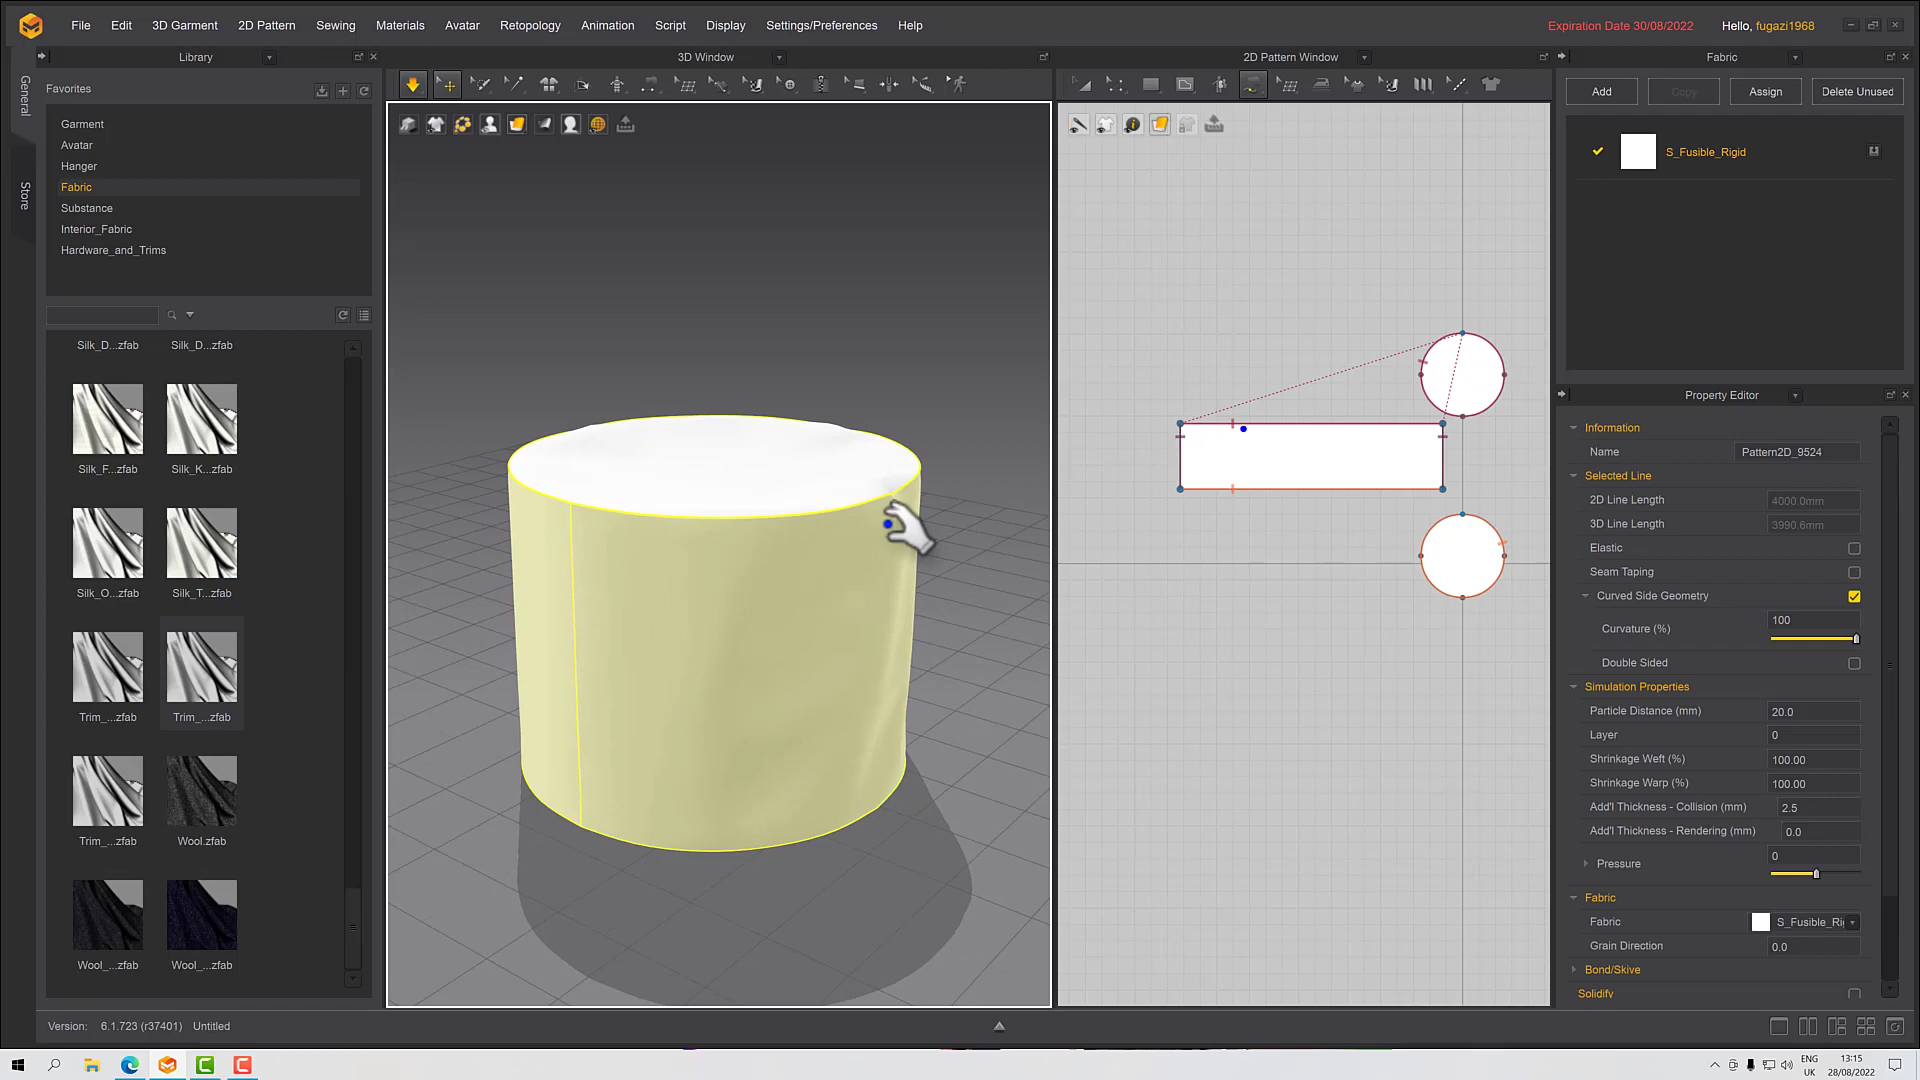 File Edit 3D Garment 2D Pattern Sewing Materials Avatar Retopology Animation Script Display Settings/Preferences Help Expiration Date 30/08/2022 Hello, fugazi1968
Library 3D Window 2D Pattern Window Fabric
General
Store
Favorites
Add Copy Assign Delete Unused
Garment
Avatar
Hanger
Fabric
Substance
Interior_Fabric
Hardware_and_Trims
S_Fusible_Rigid
Silk_D...zfab Silk_D...zfab
Silk_F...zfab Silk_K...zfab
Silk_O...zfab Silk_T...zfab
Trim_...zfab Trim_...zfab
Trim_...zfab Wool.zfab
Wool_...zfab Wool_...zfab
Property Editor
Information
Name Pattern2D_9524
Selected Line
2D Line Length 4000.0mm
3D Line Length 3990.6mm
Elastic
Seam Taping
Curved Side Geometry
Curvature (%) 100
Double Sided
Simulation Properties
Particle Distance (mm) 20.0
Layer 0
Shrinkage Weft (%) 100.00
Shrinkage Warp (%) 100.00
Add'l Thickness - Collision (mm) 2.5
Add'l Thickness - Rendering (mm) 0.0
Pressure 0
Fabric
Fabric S_Fusible_Ri
Grain Direction 0.0
Bond/Skive
Solidify
Version: 6.1.723 (r37401) Untitled
ENG 13:15
UK 28/08/2022